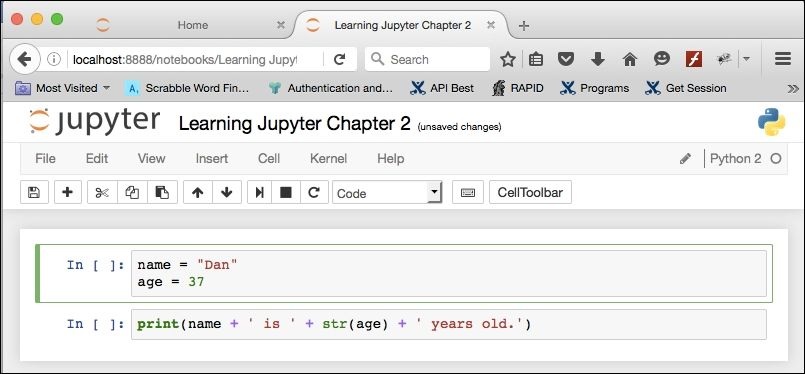 Home
Learning Jupyter Chapter 2
localhost:8888/notebooks/Learning Jupyt
Search
Most Visited
A, Scrabble Word Fin...
Authentication and...
API Best
RAPID
Programs
Get Session
jupyter Learning Jupyter Chapter 2 (unsaved changes)
File Edit View Insert Cell Kernel Help
Python 2
Code
CellToolbar
In [ ]: name = "Dan"
age = 37
In [ ]: print(name + ' is ' + str(age) + ' years old.')